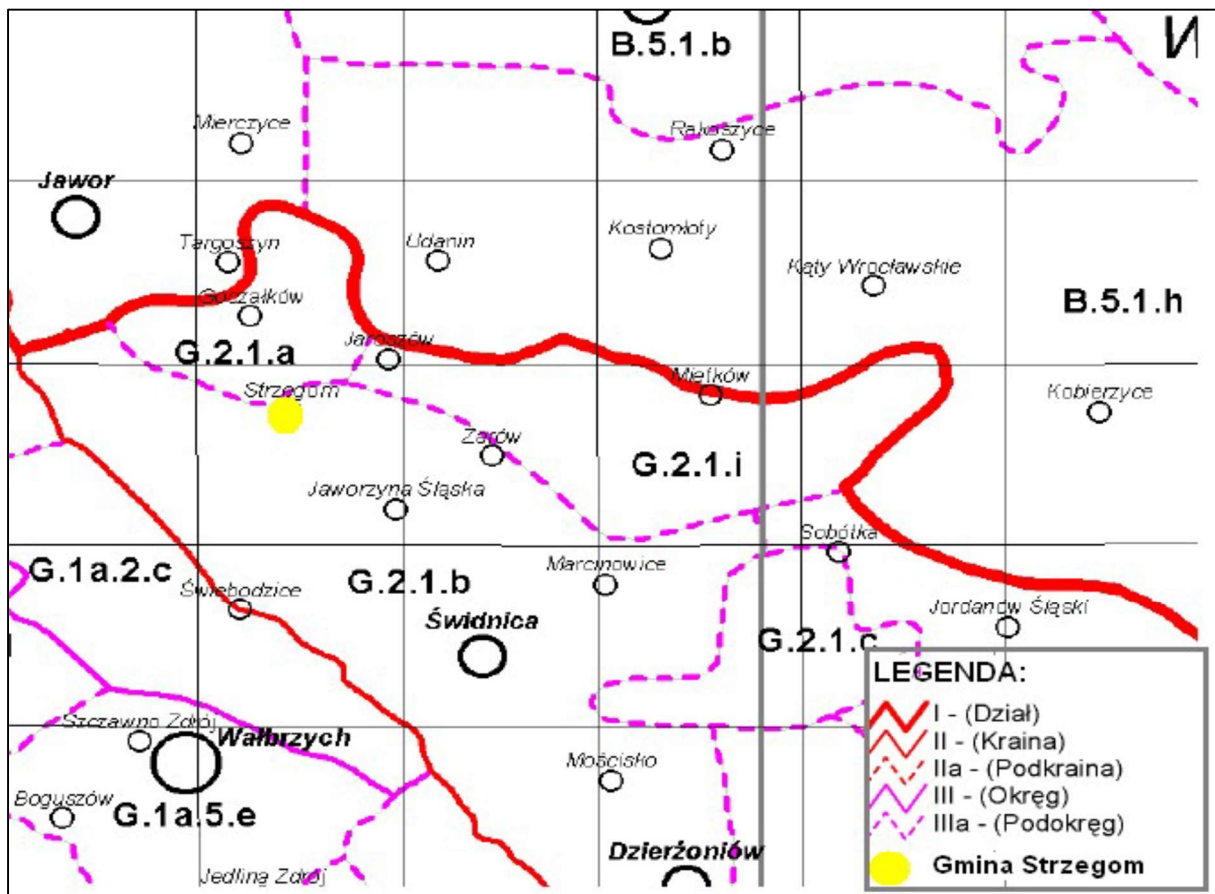 B.5.1.b
Mierczyce
Rakoszyce
Jawor
Targoszyn
Udanin
Kostomłoty
Kąty Wrocławskie
Goczałków
B.5.1.h
G.2.1.a
Jaroszów
Strzegom
Mietków
Kobierzyce
Żarów
G.2.1.i
Jaworzyna Śląska
Sobótka
G.1a.2.c
G.2.1.b
Marcinowice
Świebodzice
Świdnica
Jordanów Śląski
G.2.1.c
Szczawno Zdrój
Wałbrzych
Mościsko
Boguszów
G.1a.5.e
Jedlina Zdrój
Dzierżoniów
LEGENDA:
I - (Dział)
II - (Kraina)
IIa - (Podkraina)
III - (Okręg)
IIIa - (Podokręg)
Gmina Strzegom